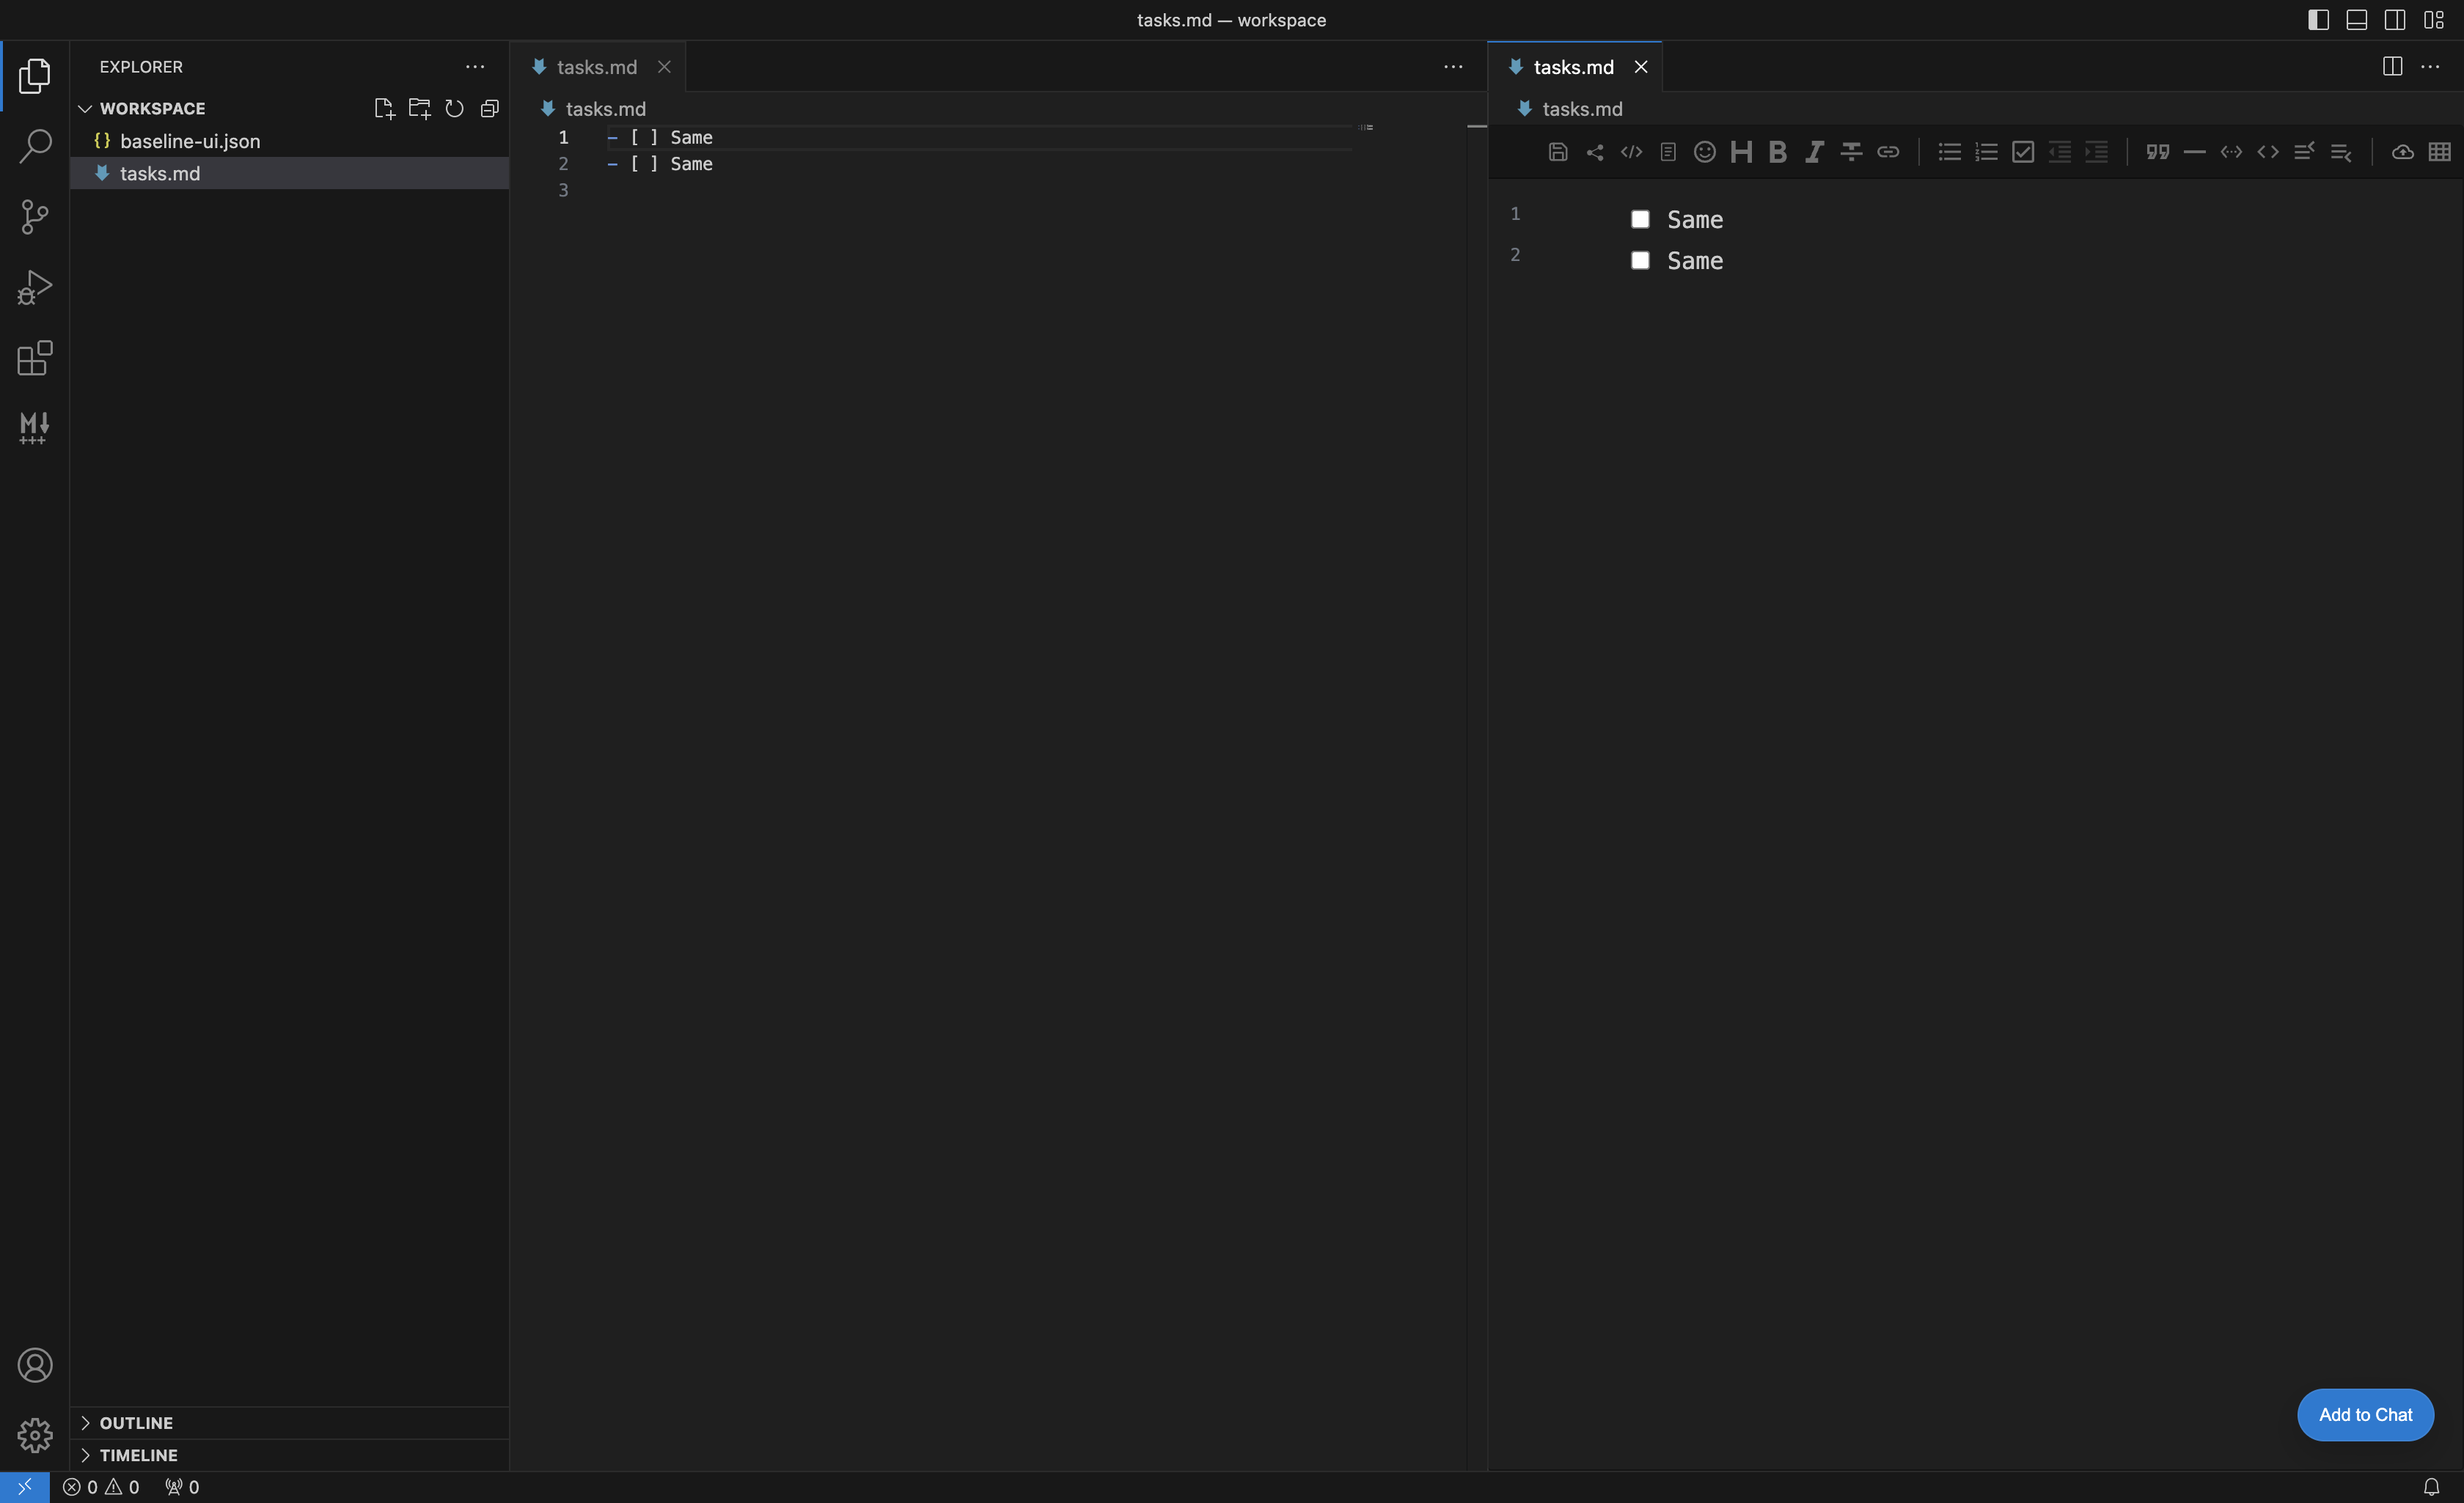 tasks.md — workspace
EXPLORER
WORKSPACE
{} baseline-ui.json
tasks.md
OUTLINE
TIMELINE
tasks.md
tasks.md
1 - [ ] Same
2 - [ ] Same
3
tasks.md
tasks.md
1 Same
2 Same
Add to Chat
0 0 0